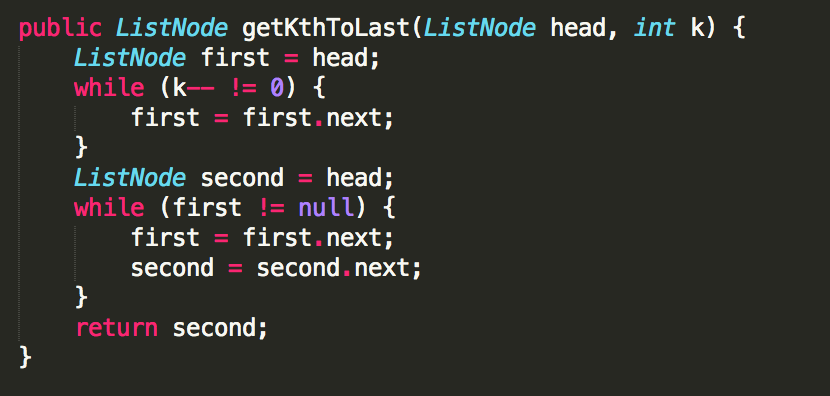 public ListNode getKthToLast(ListNode head, int k) {
    ListNode first = head;
    while (k-- != 0) {
        first = first.next;
    }
    ListNode second = head;
    while (first != null) {
        first = first.next;
        second = second.next;
    }
    return second;
}